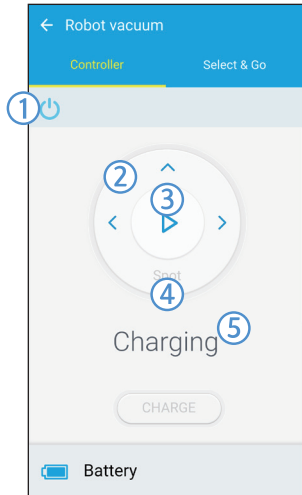 Robot vacuum
Controller Select & Go
①
②
③
Spot
④
Charging ⑤
CHARGE
Battery